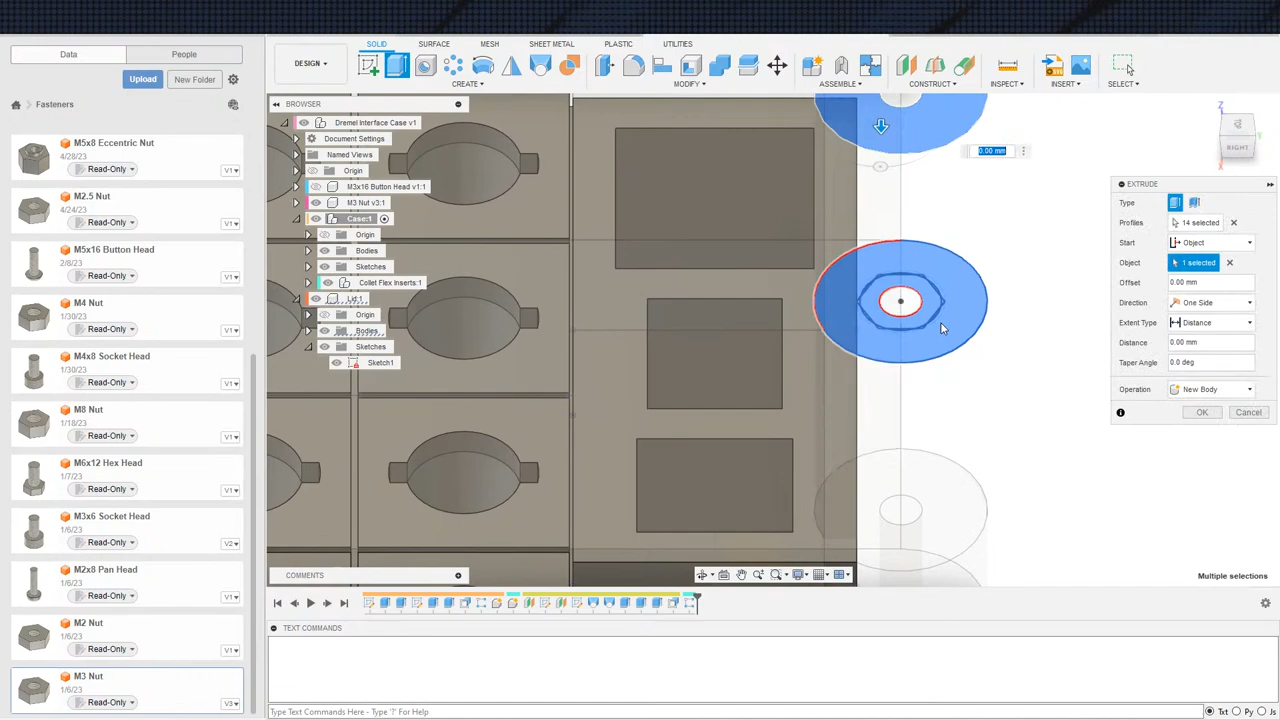 Data
People
Upload
New Folder
Fasteners
M5x8 Eccentric Nut
4/28/23
Read-Only
V1
M2.5 Nut
4/24/23
Read-Only
V1
M5x16 Button Head
2/8/23
Read-Only
V1
M4 Nut
1/30/23
Read-Only
V1
M4x8 Socket Head
1/30/23
Read-Only
V1
M8 Nut
1/18/23
Read-Only
V1
M6x12 Hex Head
1/7/23
Read-Only
V1
M3x6 Socket Head
1/6/23
Read-Only
V2
M2x8 Pan Head
1/6/23
Read-Only
V1
M2 Nut
1/6/23
Read-Only
V1
M3 Nut
1/6/23
Read-Only
V3
DESIGN
SOLID SURFACE MESH SHEET METAL PLASTIC UTILITIES
CREATE MODIFY ASSEMBLE CONSTRUCT INSPECT INSERT SELECT
BROWSER
Dremel Interface Case v1
Document Settings
Named Views
Origin
M3x16 Button Head v1:1
M3 Nut v3:1
Case:1
Origin
Bodies
Sketches
Collet Flex Inserts:1
Lid:1
Origin
Bodies
Sketches
Sketch1
0.00 mm
Z
Y
RIGHT
EXTRUDE
Type
Profiles 14 selected
Start Object
Object 1 selected
Offset 0.00 mm
Direction One Side
Extent Type Distance
Distance 0.00 mm
Taper Angle 0.0 deg
Operation New Body
OK Cancel
Multiple selections
COMMENTS
TEXT COMMANDS
Type Text Commands Here - Type '?' For Help
Txt Py Js